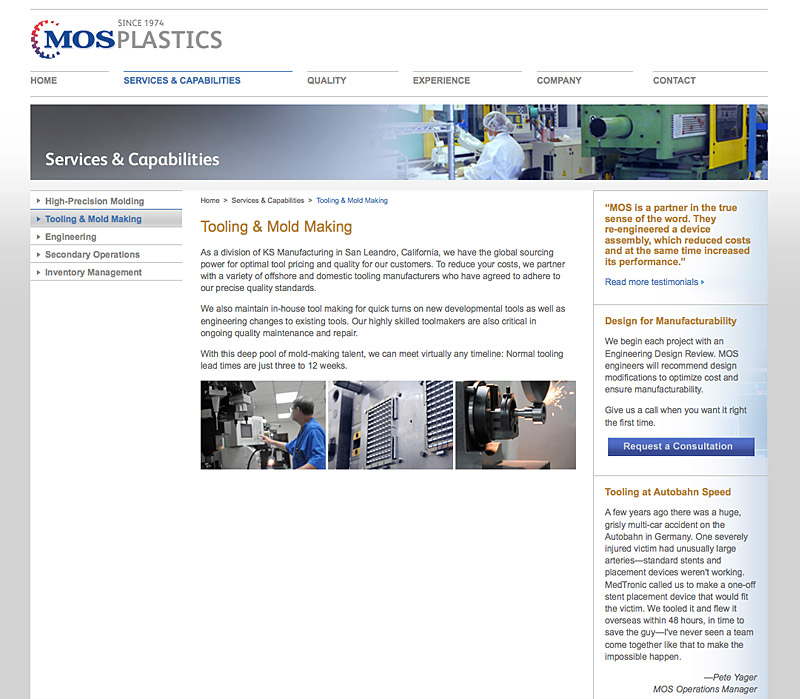 SINCE 1974
MOSPLASTICS
HOME
SERVICES & CAPABILITIES
QUALITY
EXPERIENCE
COMPANY
CONTACT
Services & Capabilities
High-Precision Molding
Tooling & Mold Making
Engineering
Secondary Operations
Inventory Management
Home > Services & Capabilities > Tooling & Mold Making
Tooling & Mold Making
As a division of KS Manufacturing in San Leandro, California, we have the global sourcing
power for optimal tool pricing and quality for our customers. To reduce your costs, we partner
with a variety of offshore and domestic tooling manufacturers who have agreed to adhere to
our precise quality standards.
We also maintain in-house tool making for quick turns on new developmental tools as well as
engineering changes to existing tools. Our highly skilled toolmakers are also critical in
ongoing quality maintenance and repair.
With this deep pool of mold-making talent, we can meet virtually any timeline: Normal tooling
lead times are just three to 12 weeks.
“MOS is a partner in the true
sense of the word. They
re-engineered a device
assembly, which reduced costs
and at the same time increased
its performance.”
Read more testimonials
Design for Manufacturability
We begin each project with an
Engineering Design Review. MOS
engineers will recommend design
modifications to optimize cost and
ensure manufacturability.
Give us a call when you want it right
the first time.
Request a Consultation
Tooling at Autobahn Speed
A few years ago there was a huge,
grisly multi-car accident on the
Autobahn in Germany. One severely
injured victim had unusually large
arteries—standard stents and
placement devices weren't working.
MedTronic called us to make a one-off
stent placement device that would fit
the victim. We tooled it and flew it
overseas within 48 hours, in time to
save the guy—I've never seen a team
come together like that to make the
impossible happen.
—Pete Yager
MOS Operations Manager